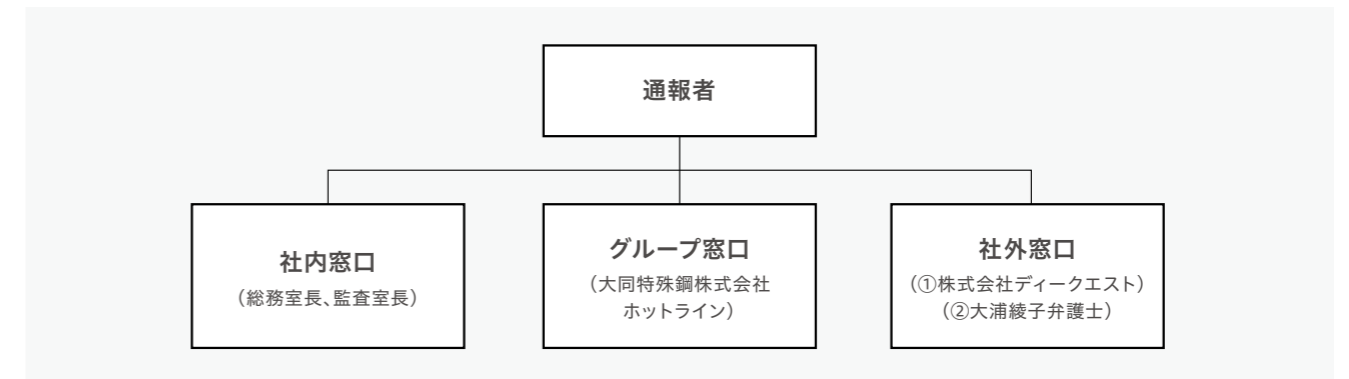 通報者
社内窓口
（総務室長、監査室長）
グループ窓口
（大同特殊鋼株式会社
ホットライン）
社外窓口
（①株式会社ディークエスト）
（②大浦綾子弁護士）